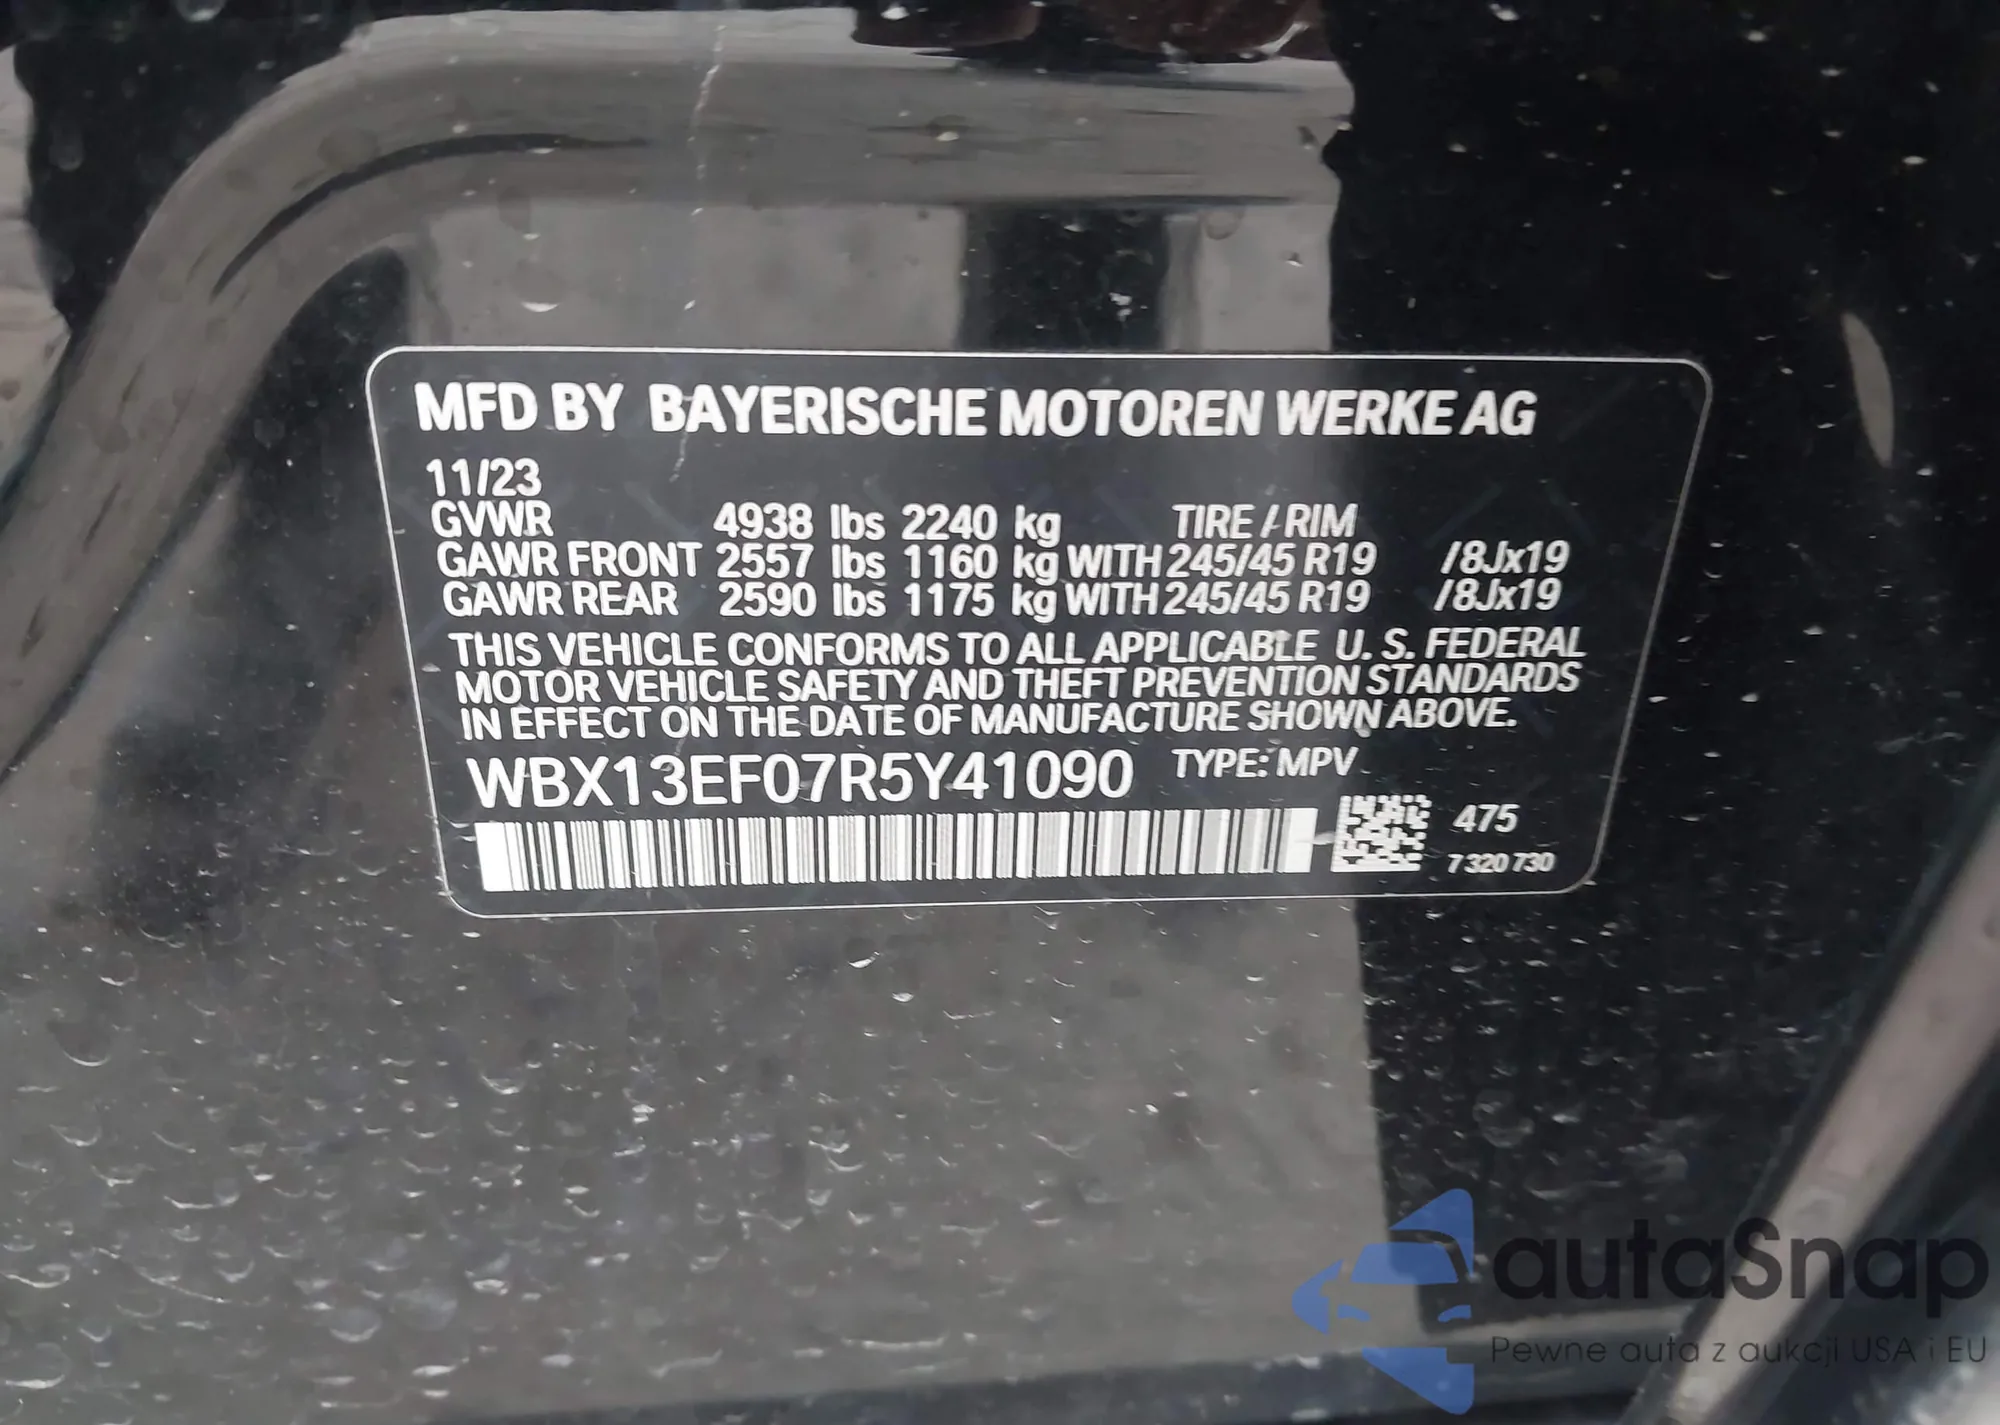 MFD BY BAYERISCHE MOTOREN WERKE AG
11/23
GVWR 4938 lbs 2240 kg TIRE / RIM
GAWR FRONT 2557 lbs 1160 kg WITH 245/45 R19 /8Jx19
GAWR REAR 2590 lbs 1175 kg WITH 245/45 R19 /8Jx19
THIS VEHICLE CONFORMS TO ALL APPLICABLE U. S. FEDERAL
MOTOR VEHICLE SAFETY AND THEFT PREVENTION STANDARDS
IN EFFECT ON THE DATE OF MANUFACTURE SHOWN ABOVE.
WBX13EF07R5Y41090 TYPE: MPV
475
7 320 730
autaSnap
Pewne auta z aukcji USA i EU